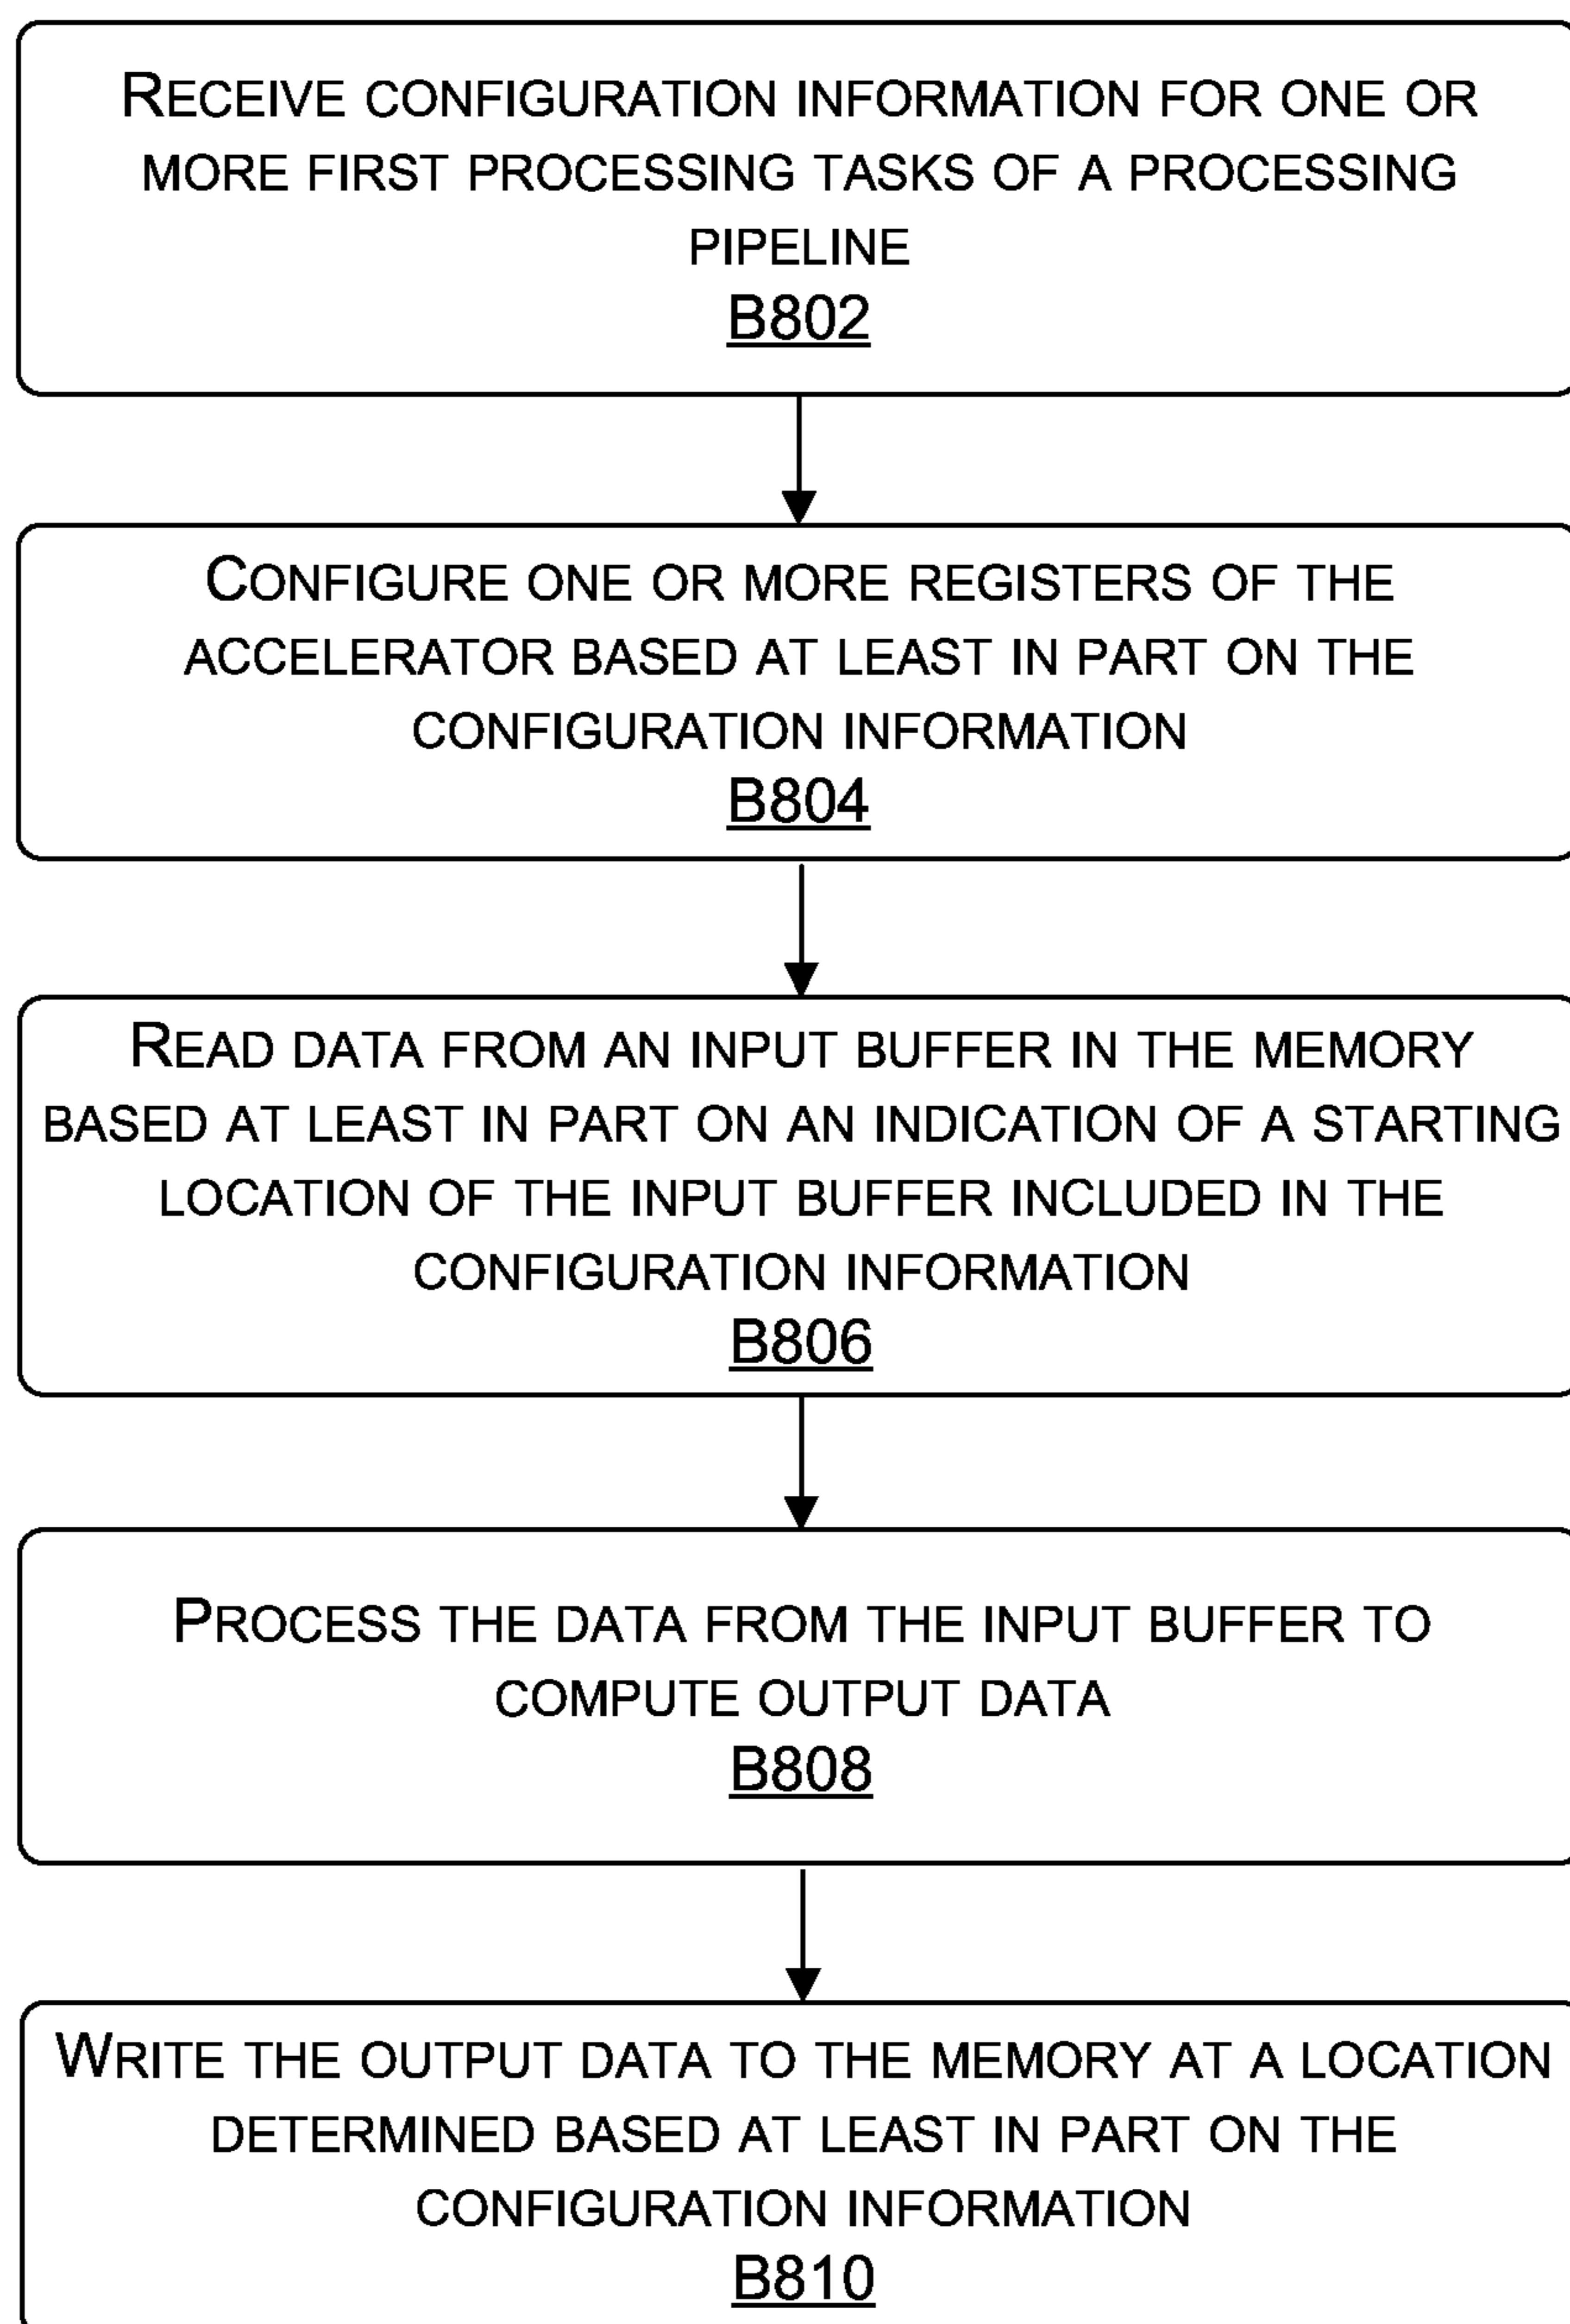 RECEIVE CONFIGURATION INFORMATION FOR ONE OR
MORE FIRST PROCESSING TASKS OF A PROCESSING
PIPELINE
B802
CONFIGURE ONE OR MORE REGISTERS OF THE
ACCELERATOR BASED AT LEAST IN PART ON THE
CONFIGURATION INFORMATION
B804
READ DATA FROM AN INPUT BUFFER IN THE MEMORY
BASED AT LEAST IN PART ON AN INDICATION OF A STARTING
LOCATION OF THE INPUT BUFFER INCLUDED IN THE
CONFIGURATION INFORMATION
B806
PROCESS THE DATA FROM THE INPUT BUFFER TO
COMPUTE OUTPUT DATA
B808
WRITE THE OUTPUT DATA TO THE MEMORY AT A LOCATION
DETERMINED BASED AT LEAST IN PART ON THE
CONFIGURATION INFORMATION
B810